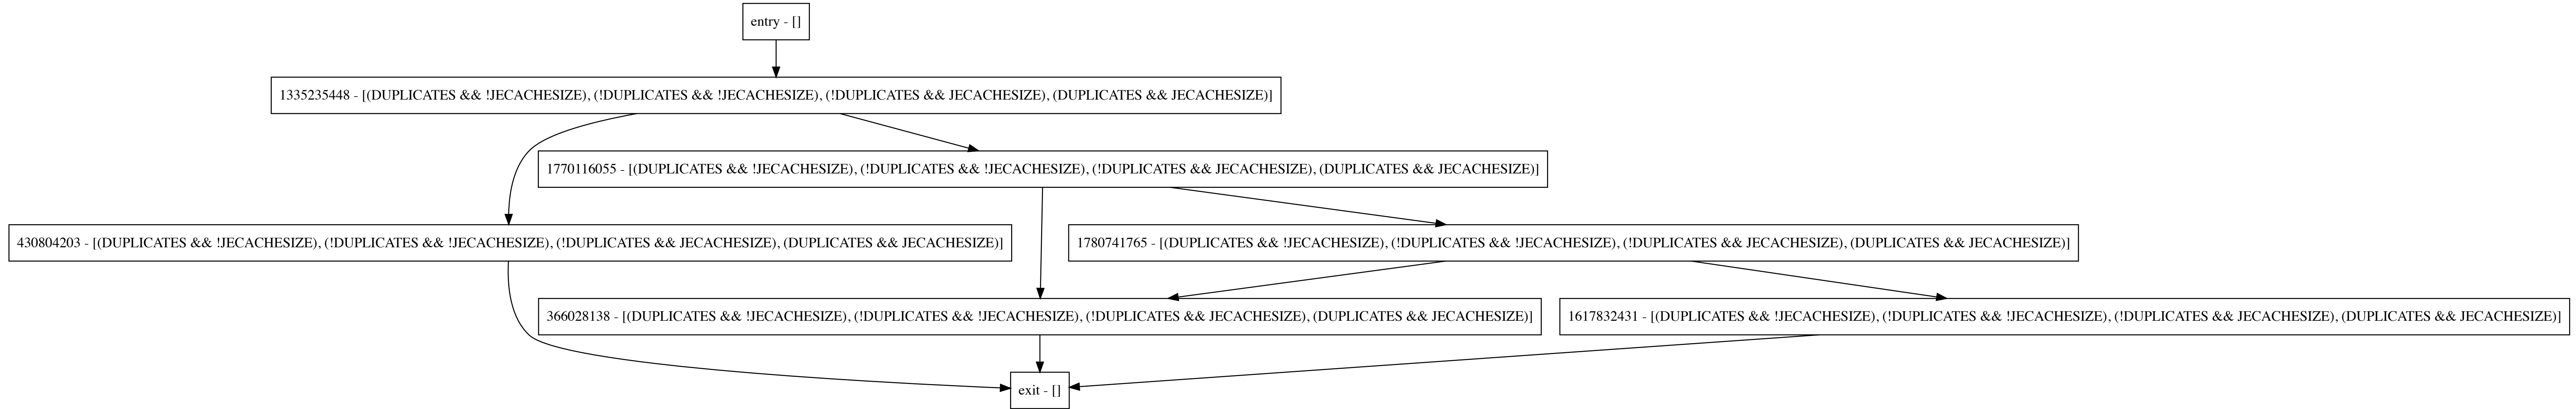 entry - []
1335235448 - [(DUPLICATES && !JECACHESIZE), (!DUPLICATES && !JECACHESIZE), (!DUPLICATES && JECACHESIZE), (DUPLICATES && JECACHESIZE)]
1770116055 - [(DUPLICATES && !JECACHESIZE), (!DUPLICATES && !JECACHESIZE), (!DUPLICATES && JECACHESIZE), (DUPLICATES && JECACHESIZE)]
430804203 - [(DUPLICATES && !JECACHESIZE), (!DUPLICATES && !JECACHESIZE), (!DUPLICATES && JECACHESIZE), (DUPLICATES && JECACHESIZE)]
1780741765 - [(DUPLICATES && !JECACHESIZE), (!DUPLICATES && !JECACHESIZE), (!DUPLICATES && JECACHESIZE), (DUPLICATES && JECACHESIZE)]
366028138 - [(DUPLICATES && !JECACHESIZE), (!DUPLICATES && !JECACHESIZE), (!DUPLICATES && JECACHESIZE), (DUPLICATES && JECACHESIZE)]
1617832431 - [(DUPLICATES && !JECACHESIZE), (!DUPLICATES && !JECACHESIZE), (!DUPLICATES && JECACHESIZE), (DUPLICATES && JECACHESIZE)]
exit - []